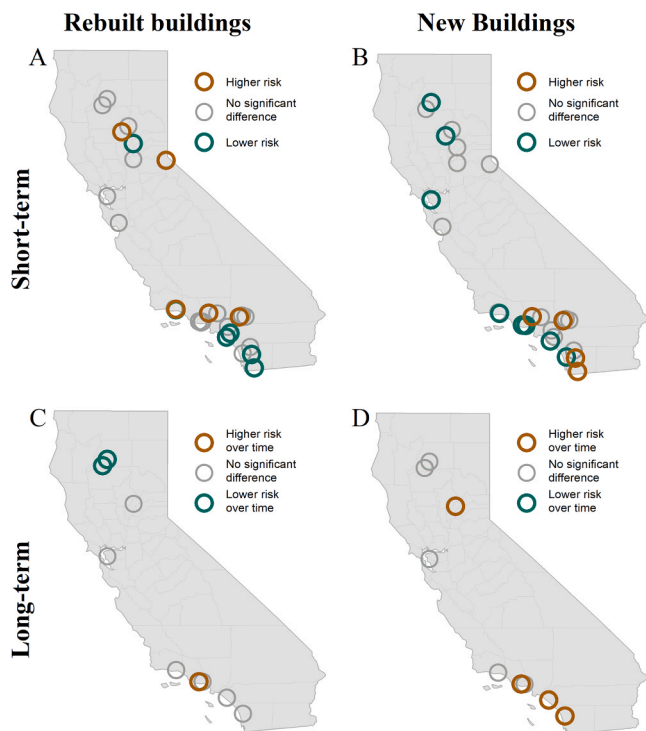 Rebuilt buildings
New Buildings
Short-term
A
Higher risk
No significant
difference
Lower risk
B
Higher risk
No significant
difference
Lower risk
Long-term
C
Higher risk
over time
No significant
difference
Lower risk
over time
D
Higher risk
over time
No significant
difference
Lower risk
over time